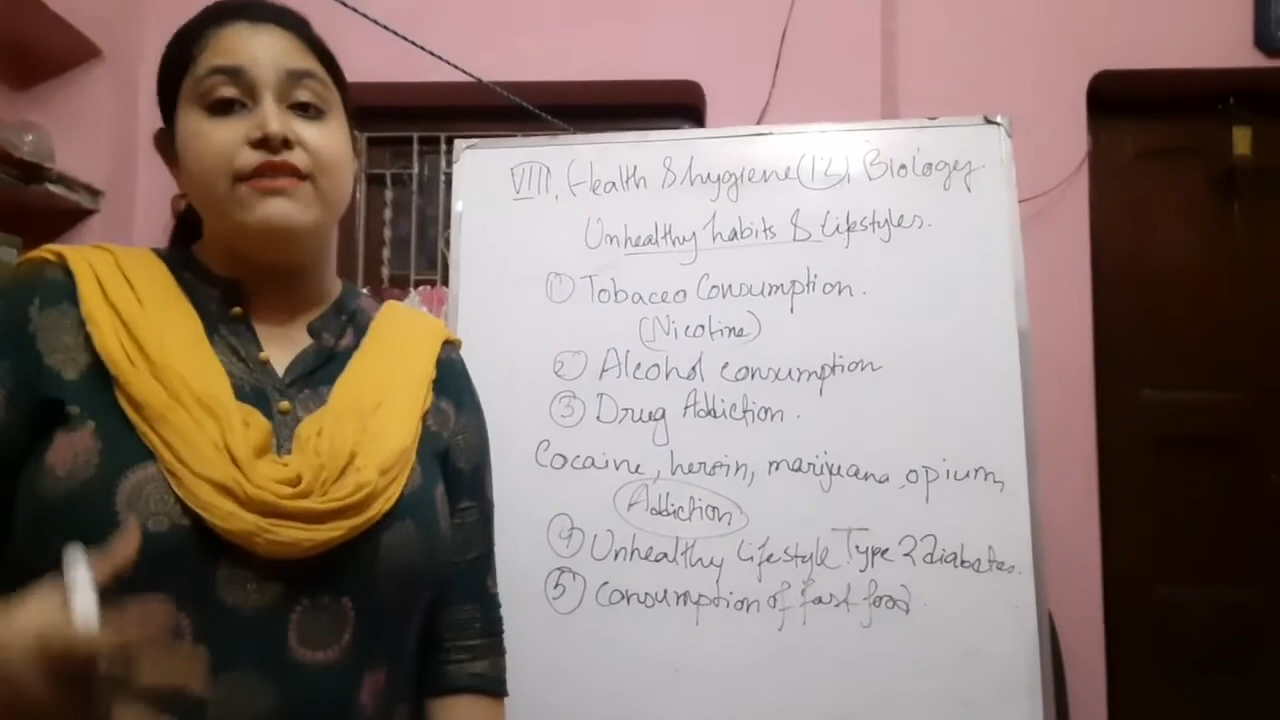 VIII. Health & hygiene (12) Biology
Unhealthy habits & Lifestyles.
① Tobacco Consumption.
(Nicotine)
② Alcohol consumption
③ Drug Addiction.
Cocaine, heroin, marijuana, opium,
Addiction
④ Unhealthy Lifestyle Type 2 Diabetes.
⑤ Consumption of fast food.